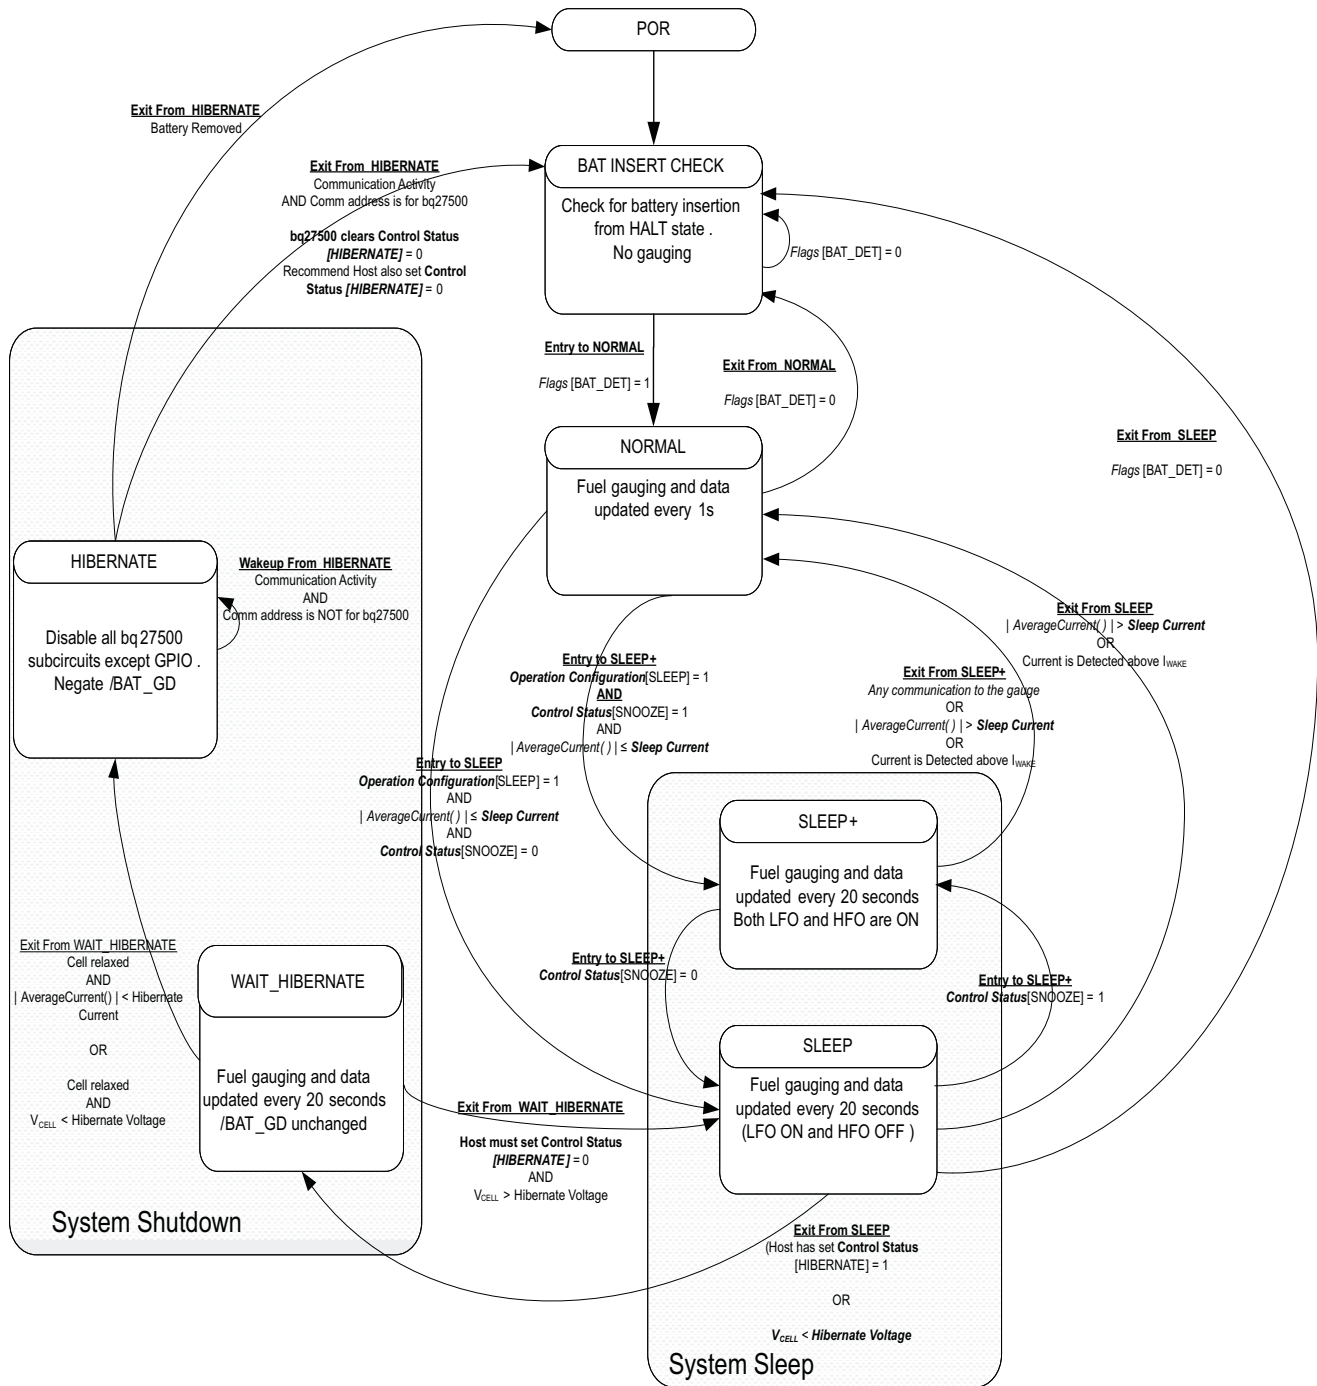 POR
Exit From HIBERNATE
Battery Removed
Exit From HIBERNATE
Communication Activity
AND Comm address is for bq27500
bq27500 clears Control Status
[HIBERNATE] = 0
Recommend Host also set Control
Status [HIBERNATE] = 0
BAT INSERT CHECK
Check for battery insertion
from HALT state .
No gauging
Flags [BAT_DET] = 0
Entry to NORMAL
Flags [BAT_DET] = 1
Exit From NORMAL
Flags [BAT_DET] = 0
Exit From SLEEP
Flags [BAT_DET] = 0
NORMAL
Fuel gauging and data
updated every 1s
HIBERNATE
Disable all bq27500
subcircuits except GPIO .
Negate /BAT_GD
Wakeup From HIBERNATE
Communication Activity
AND
Comm address is NOT for bq27500
Exit From SLEEP
| AverageCurrent( ) | > Sleep Current
OR
Current is Detected above IWAKE
Entry to SLEEP+
Operation Configuration[SLEEP] = 1
AND
Control Status[SNOOZE] = 1
AND
| AverageCurrent( ) | ≤ Sleep Current
Exit From SLEEP+
Any communication to the gauge
OR
| AverageCurrent( ) | > Sleep Current
OR
Current is Detected above IWAKE
Entry to SLEEP
Operation Configuration[SLEEP] = 1
AND
| AverageCurrent( ) | ≤ Sleep Current
AND
Control Status[SNOOZE] = 0
SLEEP+
Fuel gauging and data
updated every 20 seconds
Both LFO and HFO are ON
Entry to SLEEP+
Control Status[SNOOZE] = 0
Entry to SLEEP+
Control Status[SNOOZE] = 1
Exit From WAIT_HIBERNATE
Cell relaxed
AND
| AverageCurrent() | < Hibernate
Current
OR
Cell relaxed
AND
VCELL < Hibernate Voltage
WAIT_HIBERNATE
Fuel gauging and data
updated every 20 seconds
/BAT_GD unchanged
SLEEP
Fuel gauging and data
updated every 20 seconds
(LFO ON and HFO OFF )
Exit From WAIT_HIBERNATE
Host must set Control Status
[HIBERNATE] = 0
AND
VCELL > Hibernate Voltage
System Shutdown
Exit From SLEEP
(Host has set Control Status
[HIBERNATE] = 1
OR
VCELL < Hibernate Voltage
System Sleep